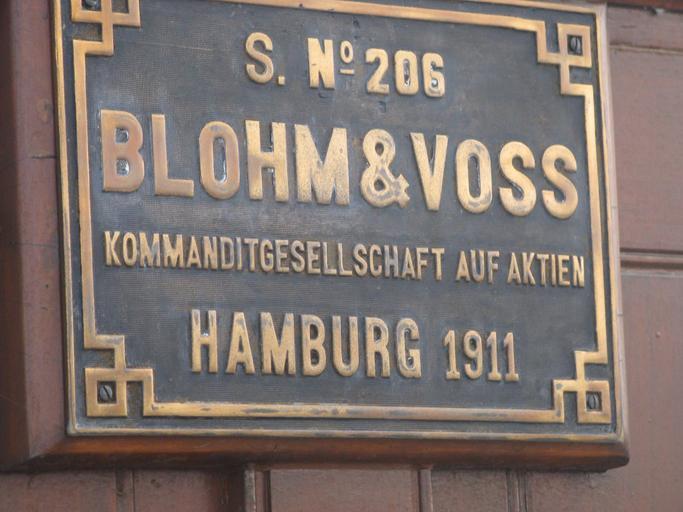 S. Nº 206
BLOHM & VOSS
KOMMANDITGESELLSCHAFT AUF AKTIEN
HAMBURG 1911